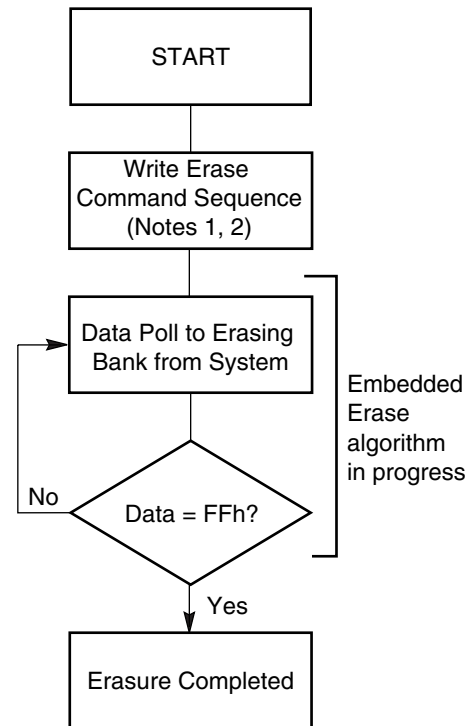 START
Write Erase
Command Sequence
(Notes 1, 2)
Data Poll to Erasing
Bank from System
Embedded
Erase
algorithm
in progress
No
Data = FFh?
Yes
Erasure Completed